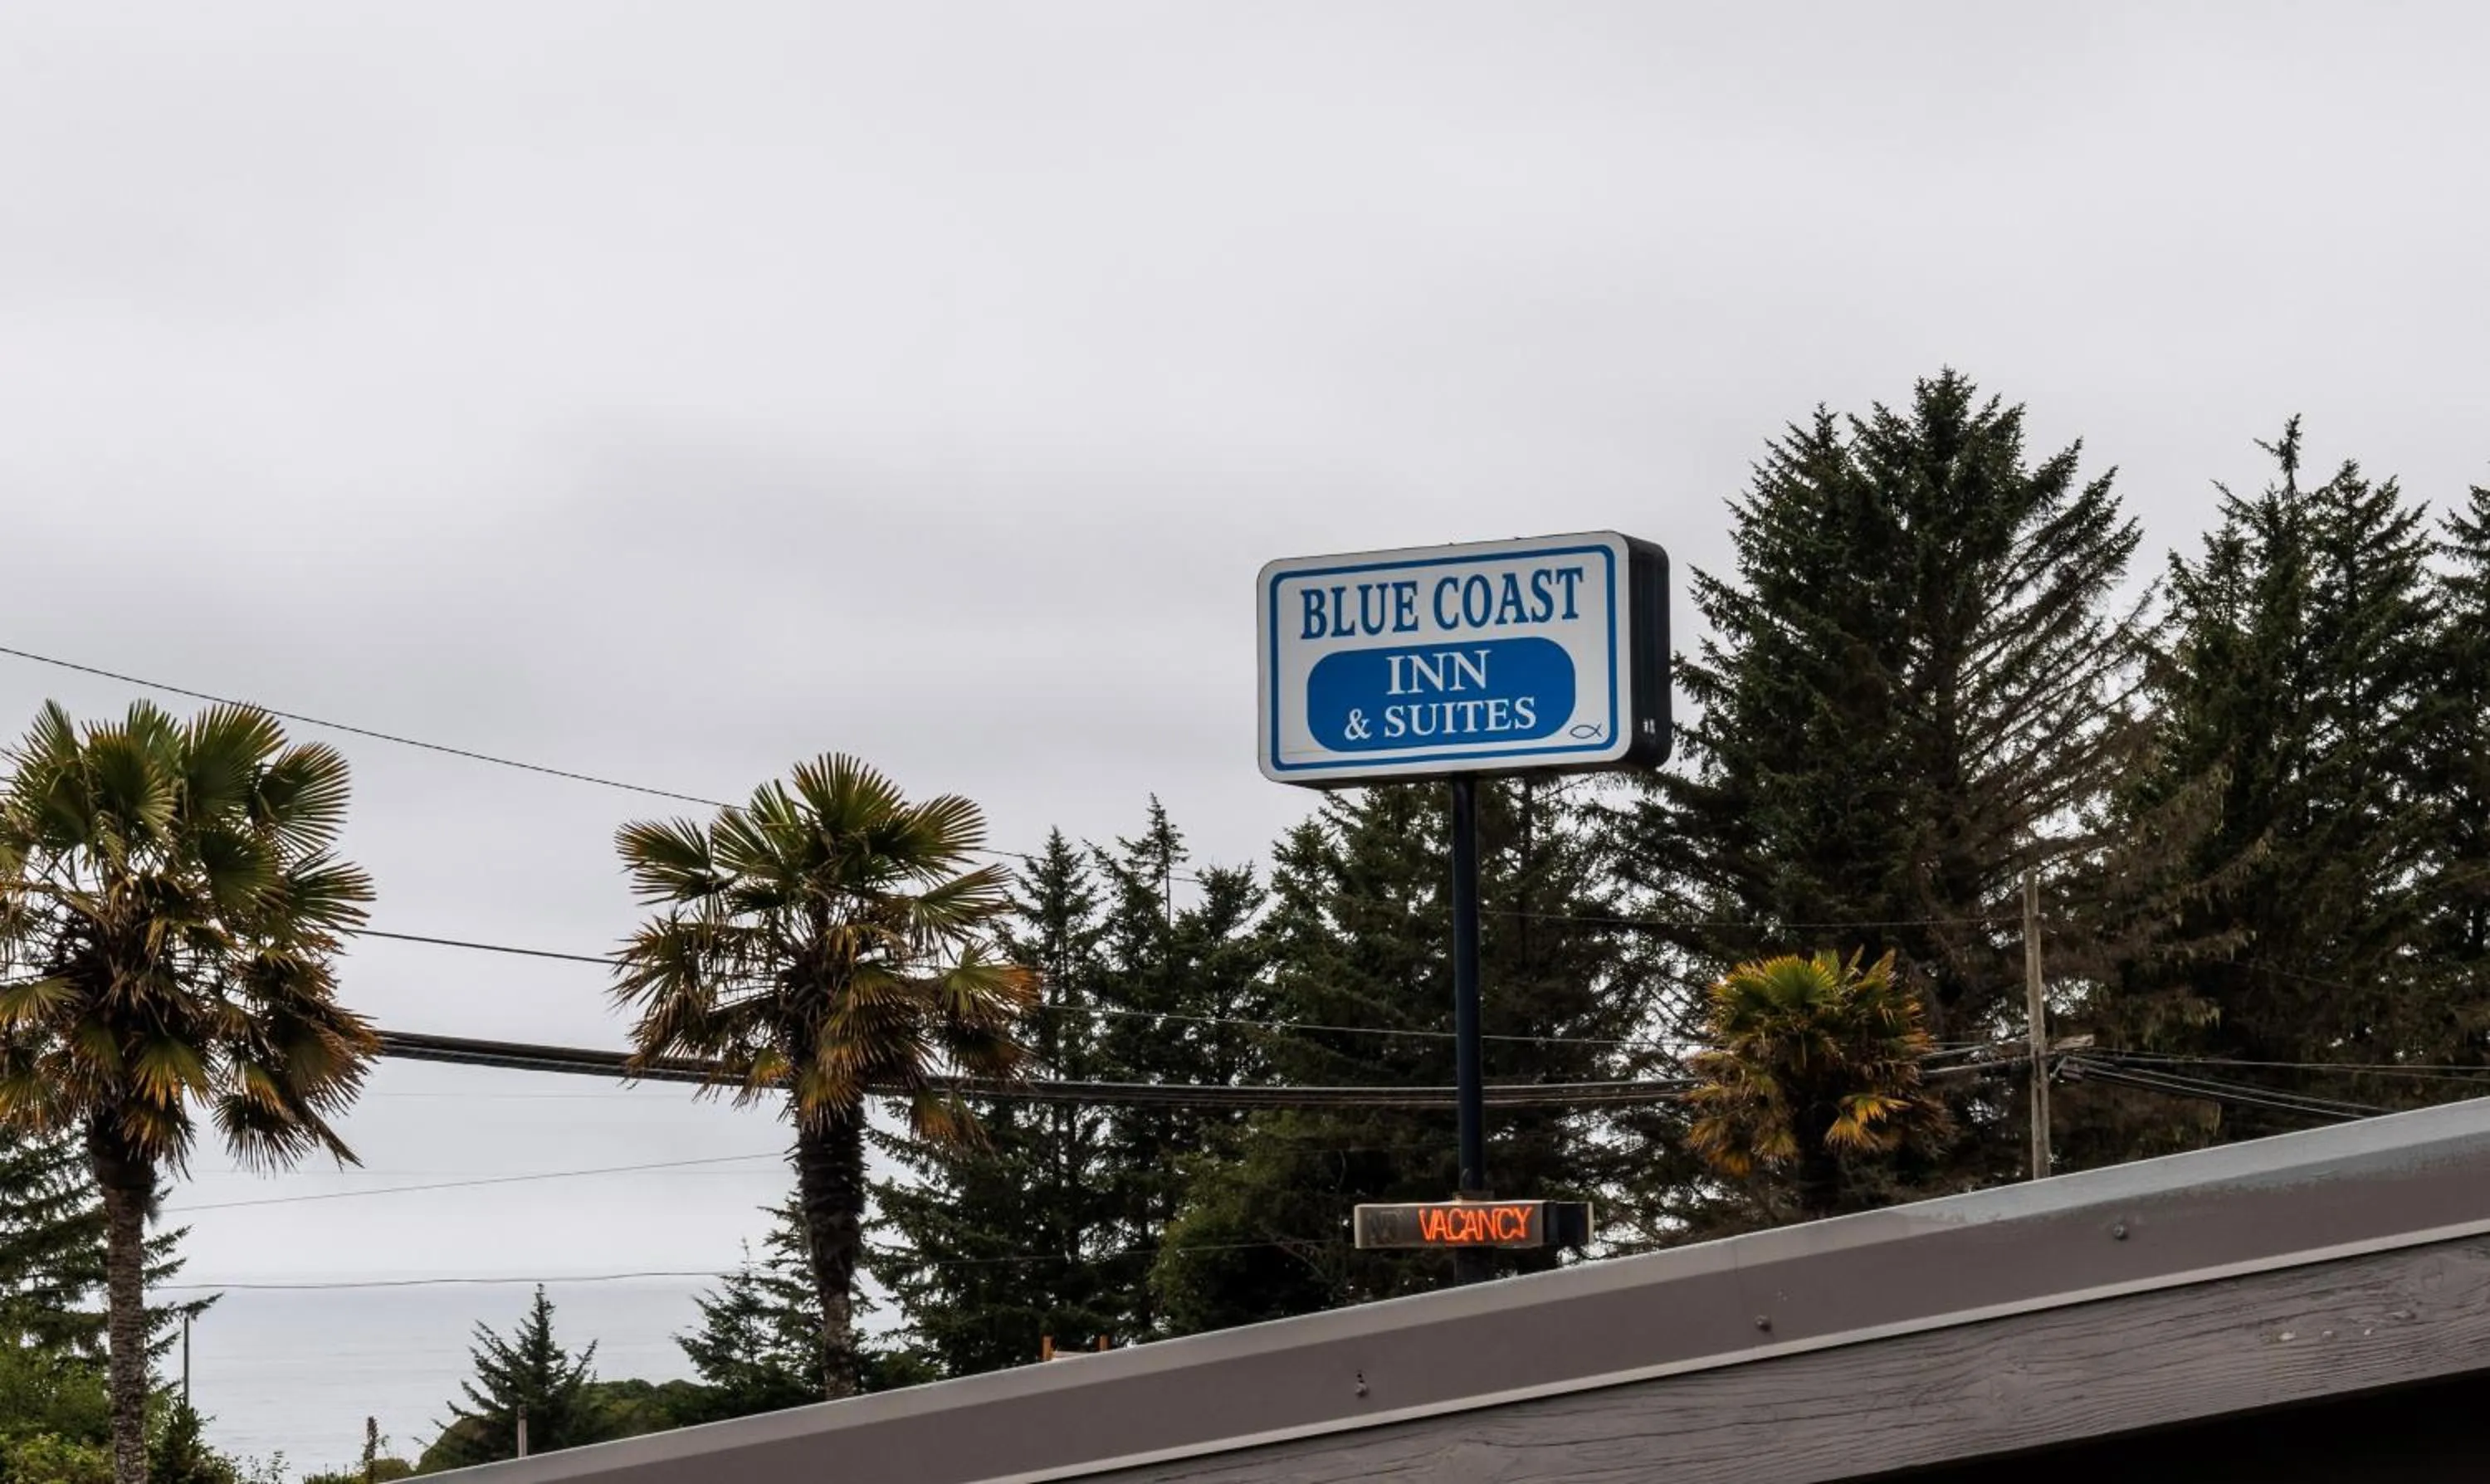 BLUE COAST
INN
& SUITES
VACANCY